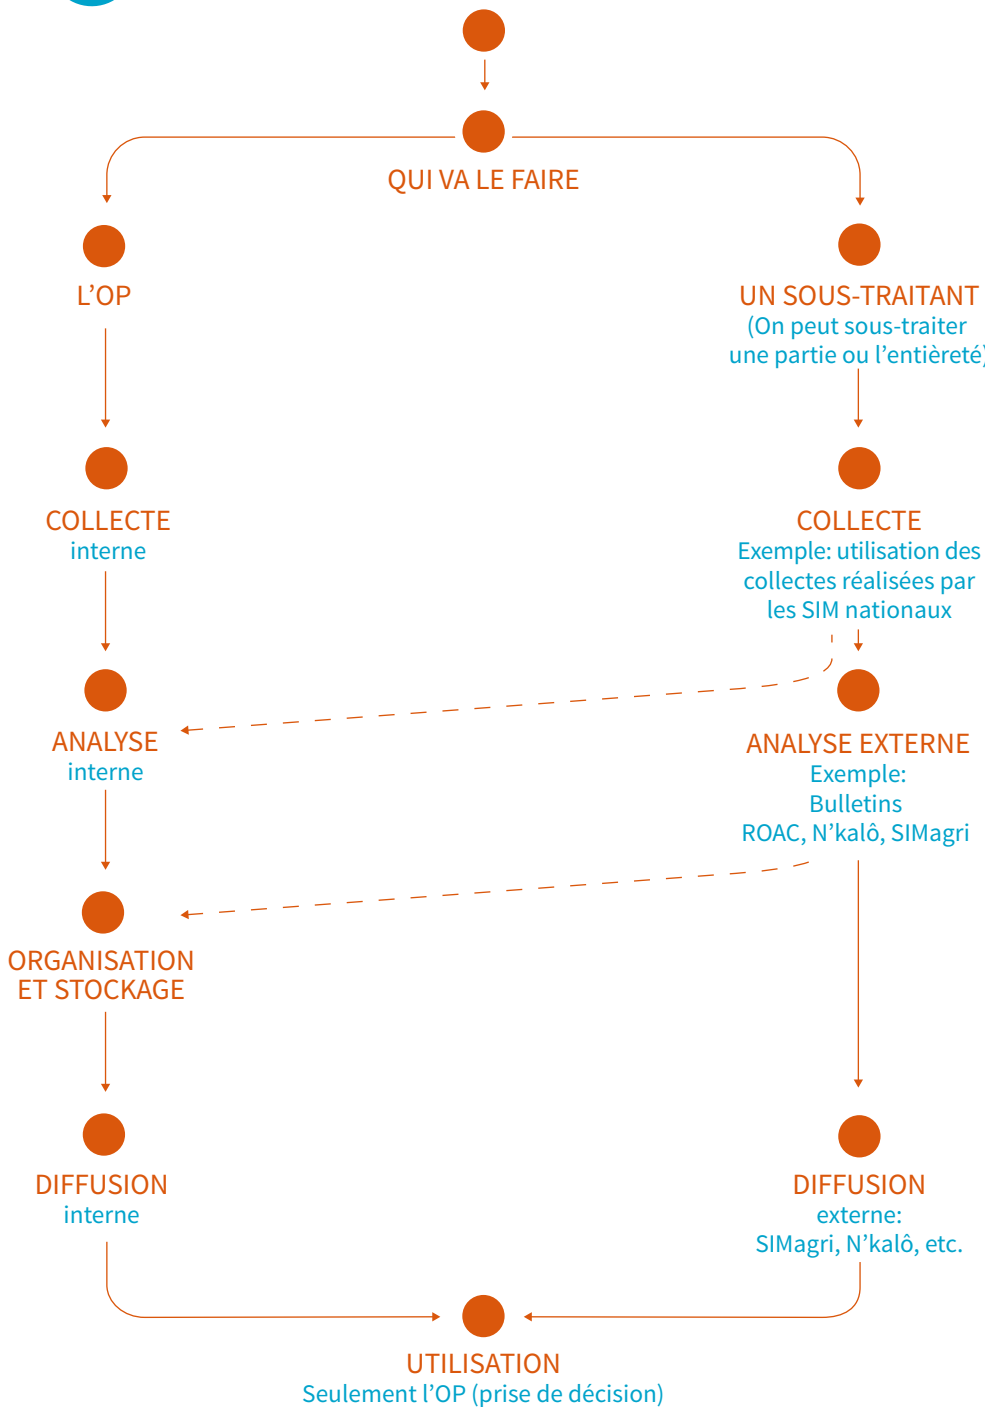 QUI VA LE FAIRE
L'OP
UN SOUS-TRAITANT
(On peut sous-traiter
une partie ou l'entièreté)
COLLECTE
interne
COLLECTE
Exemple: utilisation des
collectes réalisées par
les SIM nationaux
ANALYSE
interne
ANALYSE EXTERNE
Exemple:
Bulletins
ROAC, N'kalô, SIMagri
ORGANISATION
ET STOCKAGE
DIFFUSION
interne
DIFFUSION
externe:
SIMagri, N'kalô, etc.
UTILISATION
Seulement l'OP (prise de décision)